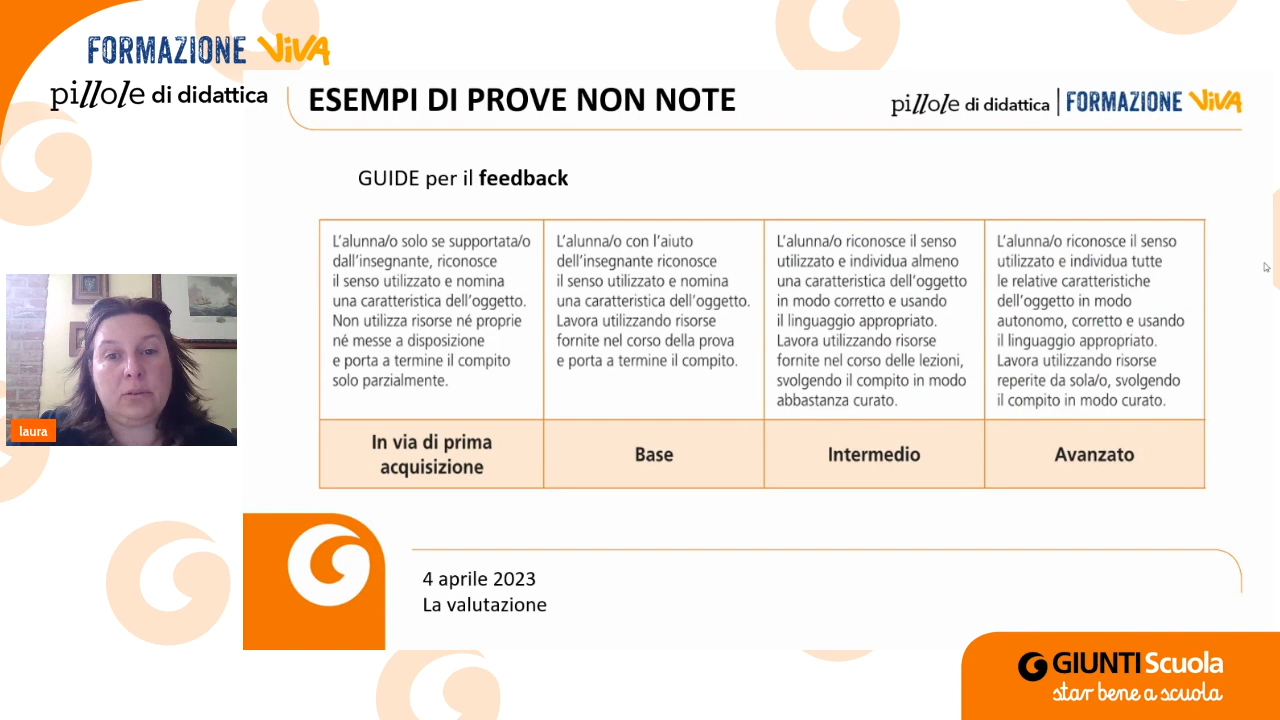 FORMAZIONE VIVA
pillole di didattica
ESEMPI DI PROVE NON NOTE
pillole di didattica | FORMAZIONE VIVA
GUIDE per il feedback
L'alunna/o solo se supportata/o
dall'insegnante, riconosce
il senso utilizzato e nomina
una caratteristica dell'oggetto.
Non utilizza risorse né proprie
né messe a disposizione
e porta a termine il compito
solo parzialmente.
L'alunna/o con l'aiuto
dell'insegnante riconosce
il senso utilizzato e nomina
una caratteristica dell'oggetto.
Lavora utilizzando risorse
fornite nel corso della prova
e porta a termine il compito.
L'alunna/o riconosce il senso
utilizzato e individua almeno
una caratteristica dell'oggetto
in modo corretto e usando
il linguaggio appropriato.
Lavora utilizzando risorse
fornite nel corso delle lezioni,
svolgendo il compito in modo
abbastanza curato.
L'alunna/o riconosce il senso
utilizzato e individua tutte
le relative caratteristiche
dell'oggetto in modo
autonomo, corretto e usando
il linguaggio appropriato.
Lavora utilizzando risorse
reperite da sola/o, svolgendo
il compito in modo curato.
In via di prima
acquisizione
Base
Intermedio
Avanzato
laura
4 aprile 2023
La valutazione
GIUNTI Scuola
star bene a scuola